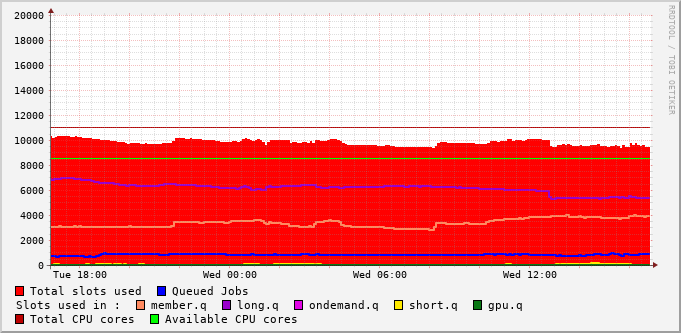 RRDTOOL / TOBI OETIKER
20000
18000
16000
14000
12000
10000
8000
6000
4000
2000
0
Tue 18:00 Wed 00:00 Wed 06:00 Wed 12:00
Total slots used Queued Jobs
Slots used in : member.q long.q ondemand.q short.q gpu.q
Total CPU cores Available CPU cores